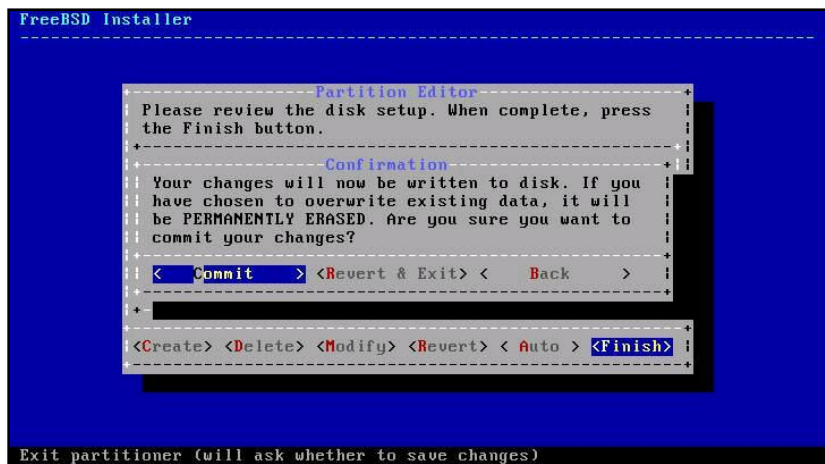 FreeBSD Installer
Partition Editor
Please review the disk setup. When complete, press
the Finish button.
Confirmation
Your changes will now be written to disk. If you
have chosen to overwrite existing data, it will
be PERMANENTLY ERASED. Are you sure you want to
commit your changes?
< Commit > <Revert & Exit> < Back >
<Create> <Delete> <Modify> <Revert> < Auto > <Finish>
Exit partitioner (will ask whether to save changes)